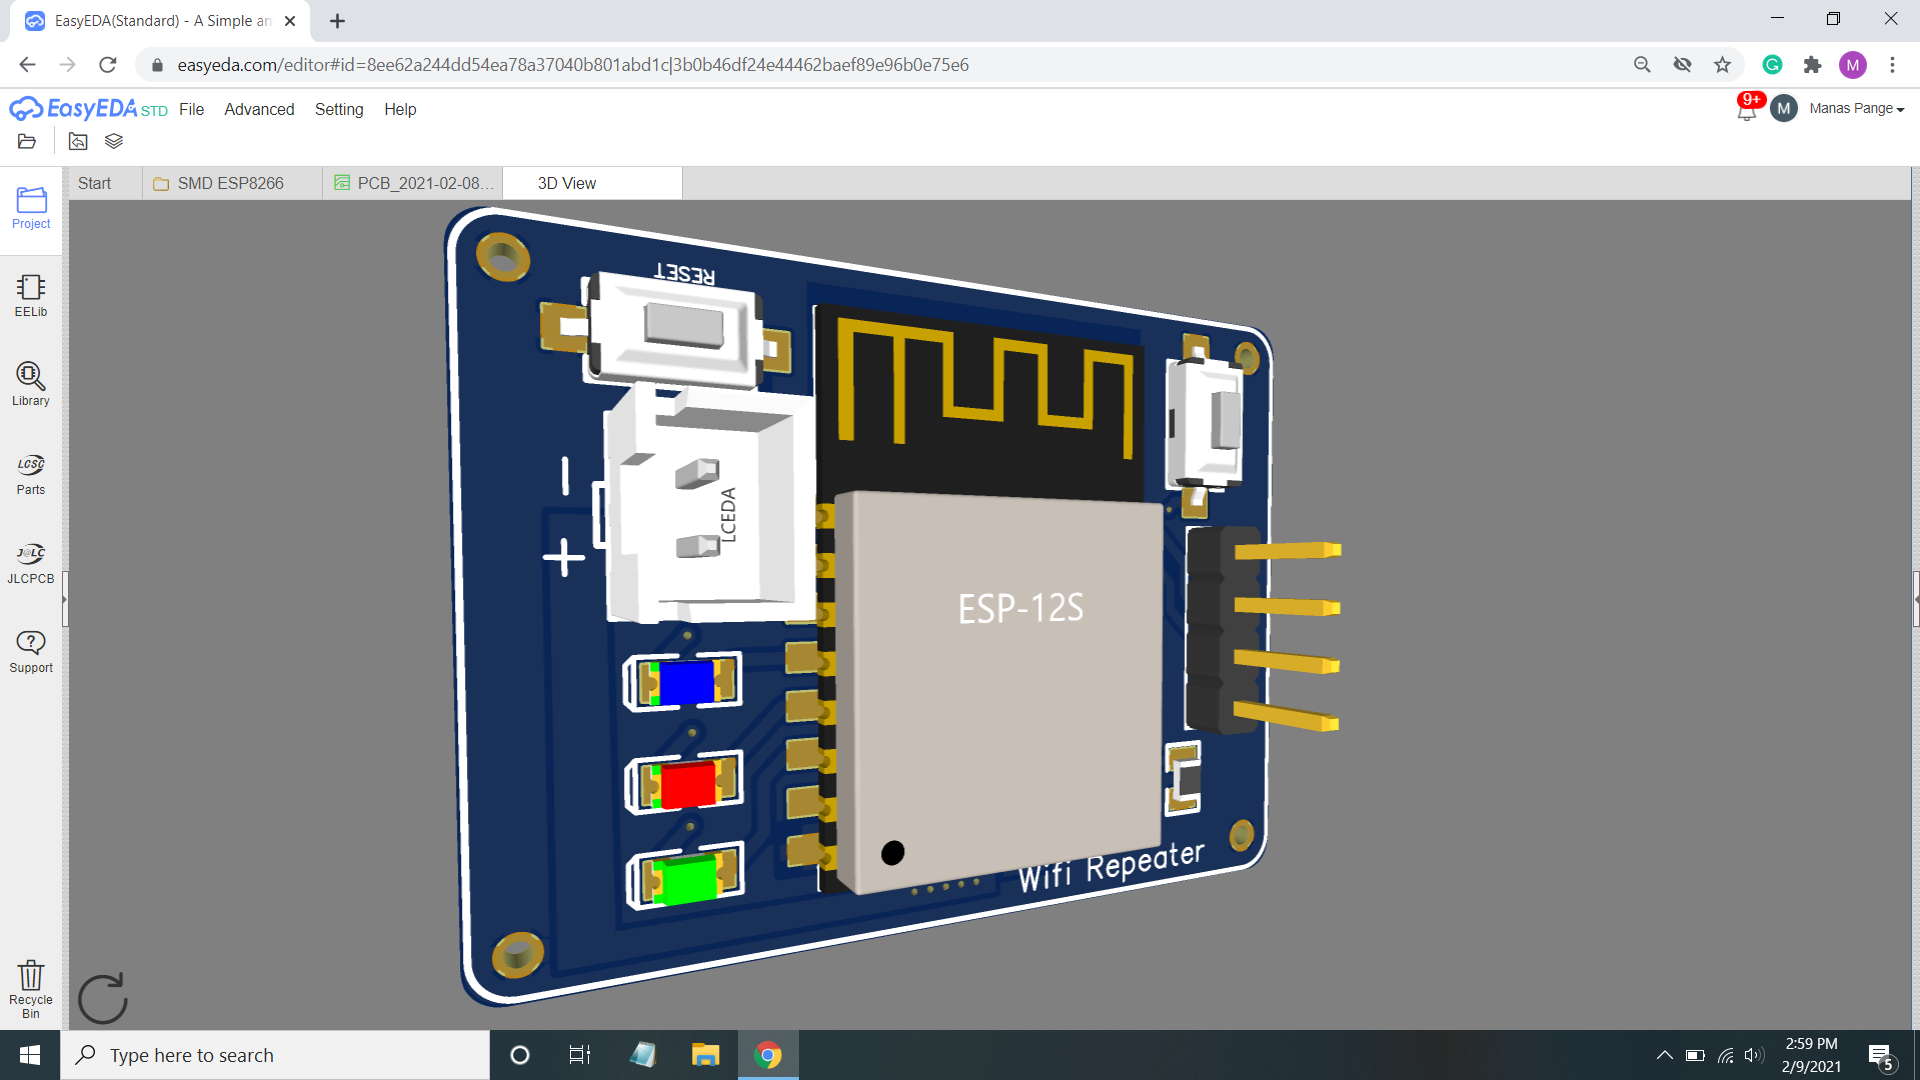 EasyEDA(Standard) - A Simple an
easyeda.com/editor#id=8ee62a244dd54ea78a37040b801abd1c|3b0b46df24e44462baef89e96b0e75e6
M
EasyEDA STD File Advanced Setting Help
9+ M Manas Pange
Start SMD ESP8266 PCB_2021-02-08... 3D View
Project
EELib
Library
LCSC
Parts
J@LC
JLCPCB
Support
Recycle
Bin
RESET
LCEDA
− +
ESP-12S
Wifi Repeater
Type here to search
2:59 PM
2/9/2021
5